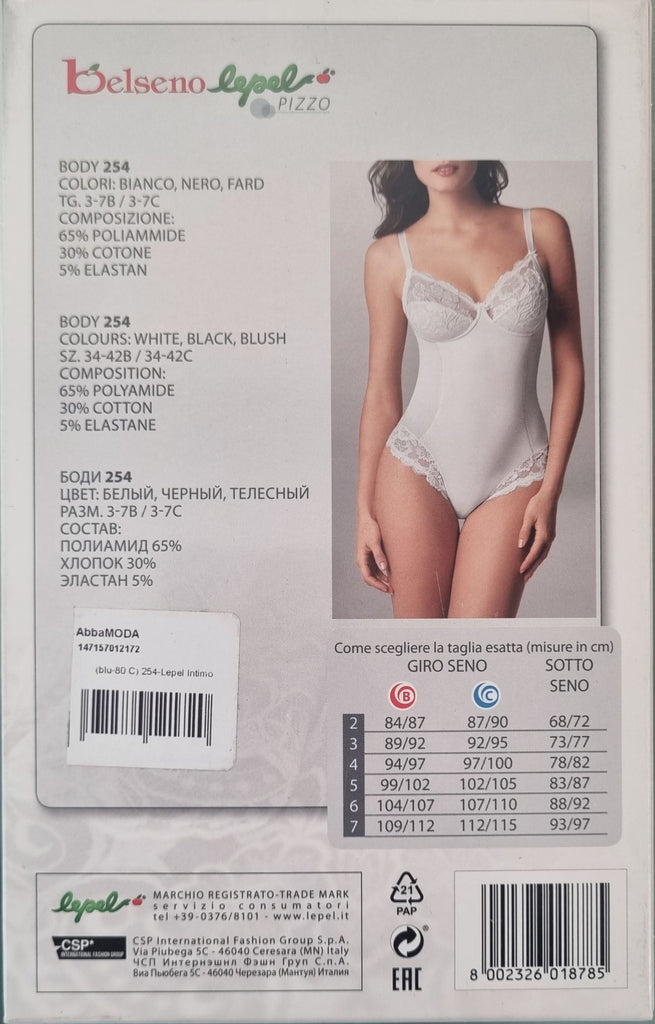 belseno lepel
PIZZO
BODY 254
COLORI: BIANCO, NERO, FARD
TG. 3-7B / 3-7C
COMPOSIZIONE:
65% POLIAMMIDE
30% COTONE
5% ELASTAN
BODY 254
COLOURS: WHITE, BLACK, BLUSH
SZ. 34-42B / 34-42C
COMPOSITION:
65% POLYAMIDE
30% COTTON
5% ELASTANE
БОДИ 254
ЦВЕТ: БЕЛЫЙ, ЧЕРНЫЙ, ТЕЛЕСНЫЙ
РАЗМ. 3-7B / 3-7C
СОСТАВ:
ПОЛИАМИД 65%
ХЛОПОК 30%
ЭЛАСТАН 5%
AbbaMODA
147157012172
(blu-80 C) 254-Lepel Intimo
Come scegliere la taglia esatta (misure in cm)
GIRO SENO SOTTO
SENO
B C
2 84/87 87/90 68/72
3 89/92 92/95 73/77
4 94/97 97/100 78/82
5 99/102 102/105 83/87
6 104/107 107/110 88/92
7 109/112 112/115 93/97
lepel
MARCHIO REGISTRATO-TRADE MARK
servizio consumatori
tel +39-0376/8101 - www.lepel.it
CSP*
INTERNATIONAL FASHION GROUP
CSP International Fashion Group S.p.A.
Via Piubega 5C - 46040 Ceresara (MN) Italy
ЧСП Интернэшнл Фэшн Груп С.п.А.
Виа Пьюбега 5C - 46040 Черезара (Мантуя) Италия
21
PAP
®
EAC
8 002326 018785